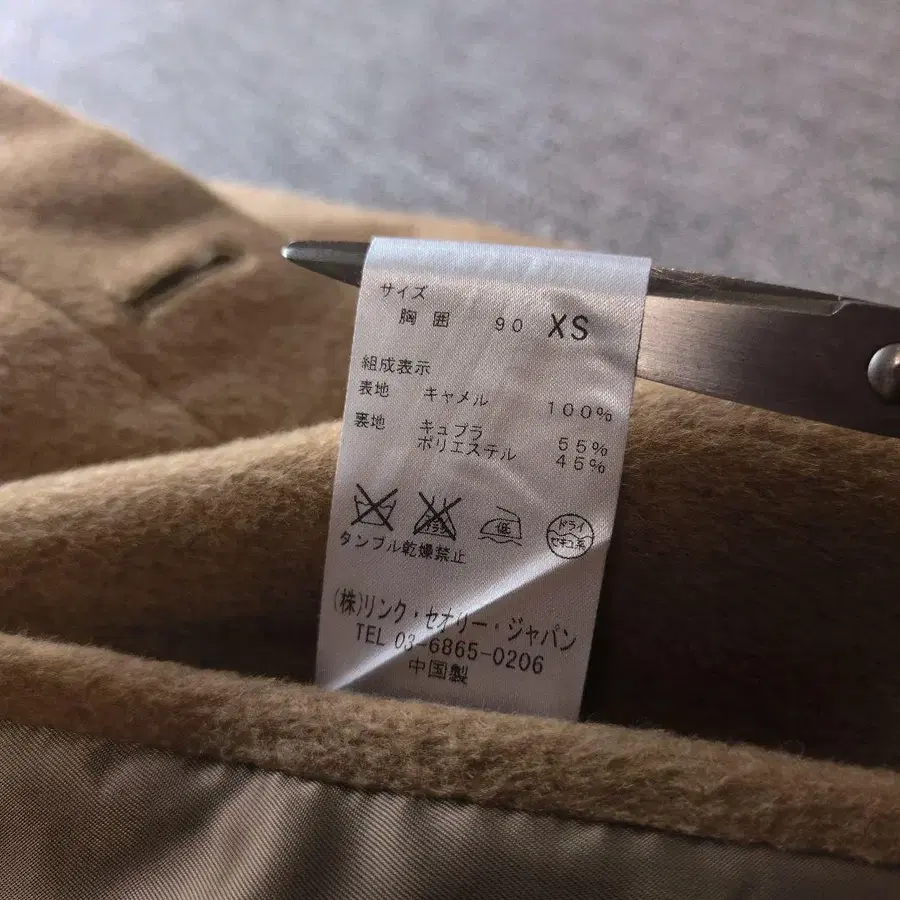 サイズ
胸囲 90 XS
組成表示
表地 キャメル 100%
裏地 キュプラ 55%
ポリエステル 45%
低 ドライ
セキユ系
タンブル乾燥禁止
(株)リンク・セオリー・ジャパン
TEL 03-6865-0206
中国製